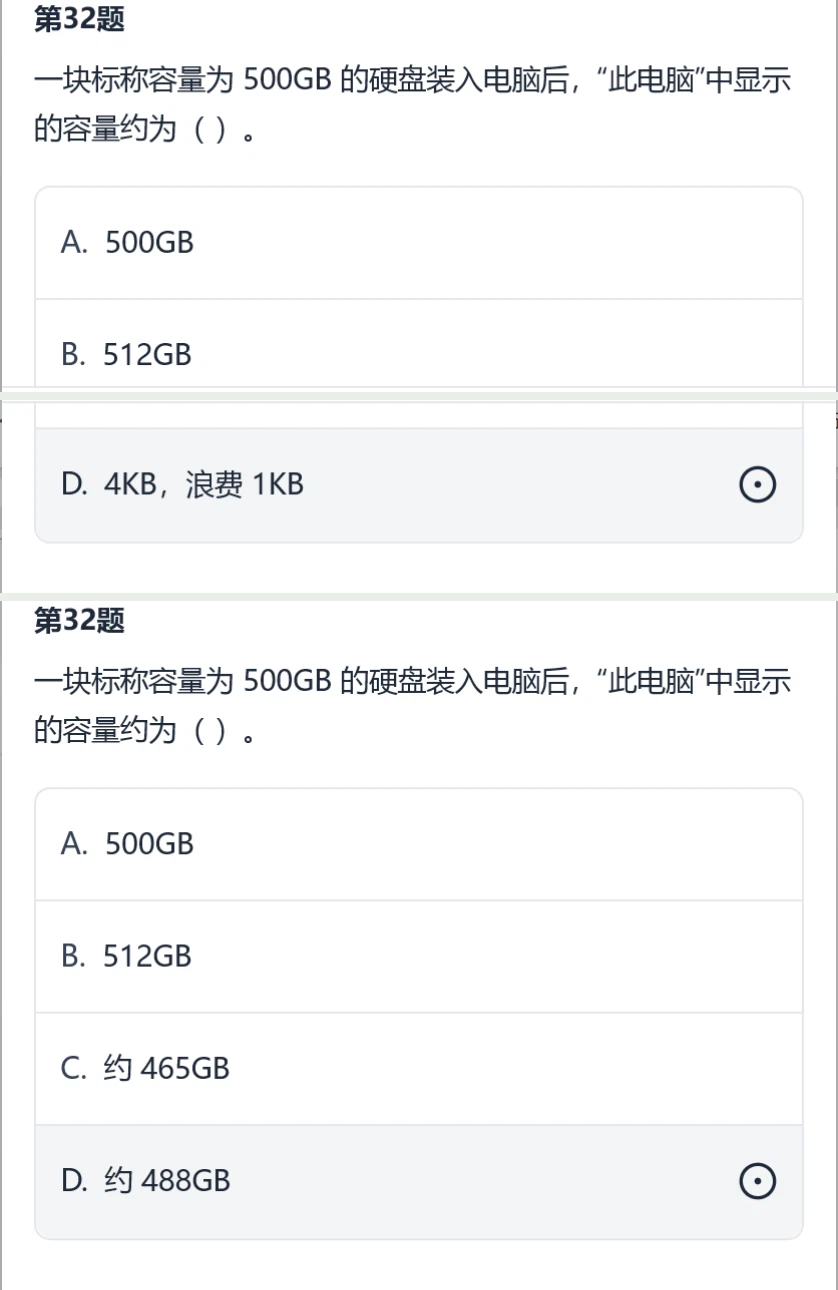 第32题
一块标称容量为 500GB 的硬盘装入电脑后，“此电脑”中显示
的容量约为（ ）。
A. 500GB
B. 512GB
D. 4KB，浪费 1KB
第32题
一块标称容量为 500GB 的硬盘装入电脑后，“此电脑”中显示
的容量约为（ ）。
A. 500GB
B. 512GB
C. 约 465GB
D. 约 488GB